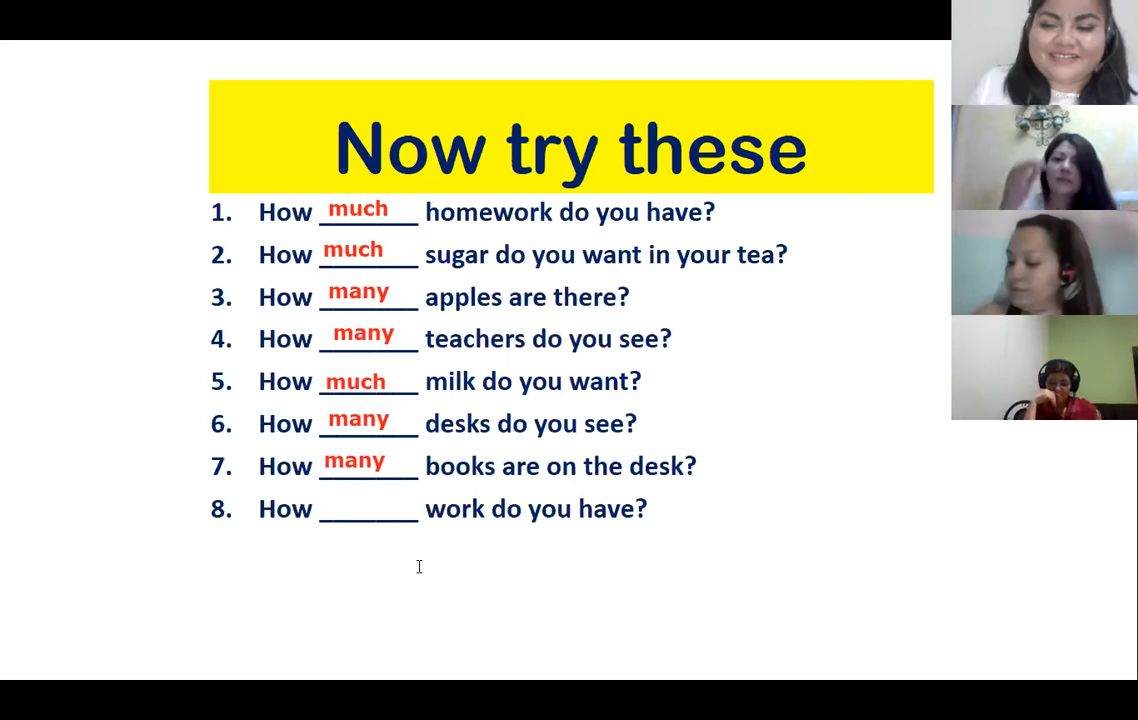 Now try these
1. How much homework do you have?
2. How much sugar do you want in your tea?
3. How many apples are there?
4. How many teachers do you see?
5. How much milk do you want?
6. How many desks do you see?
7. How many books are on the desk?
8. How _______ work do you have?